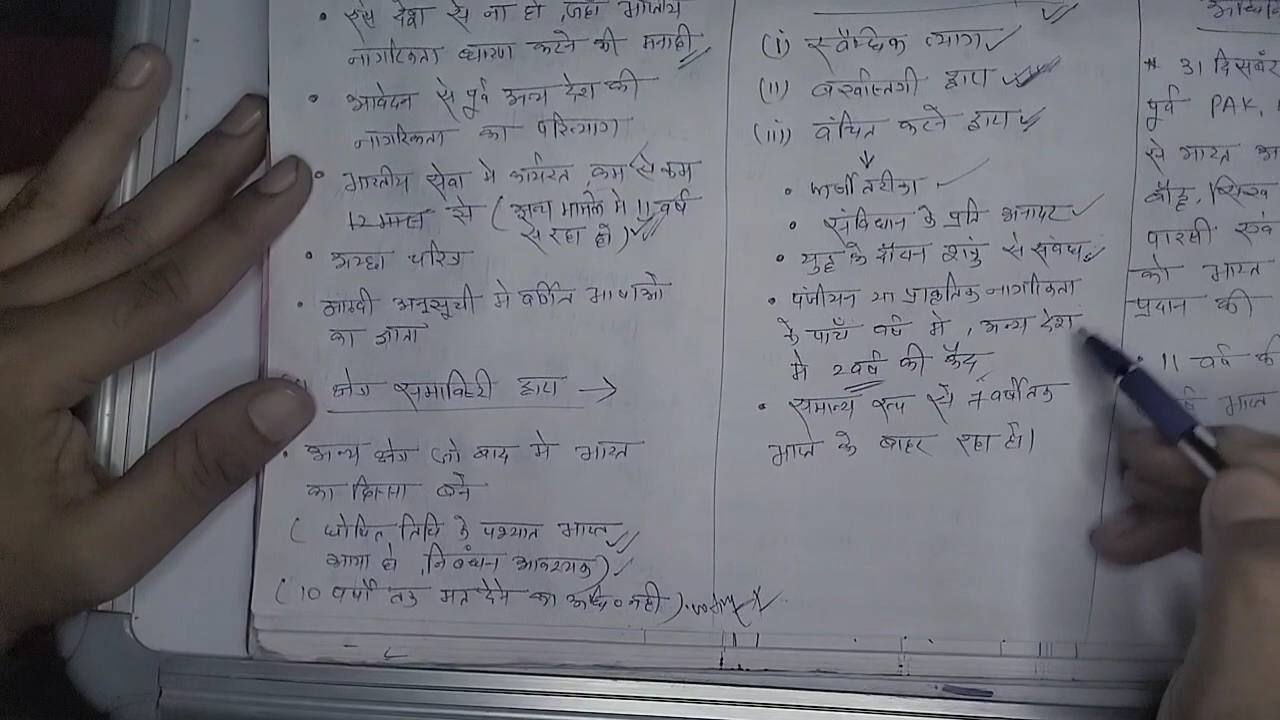 ऐसे देश से ना हो, जहाँ भारतीय
नागरिकता धारण करने की मनाही
• आवेदन से पूर्व अन्य देश की
नागरिकता का परित्याग
• भारतीय सेवा मे कार्यरत, कम से कम
12 से (अन्य मामले मे 11 वर्ष
से रहा हो)
• अच्छा चरित्र
• आठवी अनुसूची मे वर्णित भाषाओ
का ज्ञाता
क्षेत्र समाविष्टी द्वारा →
• अन्य क्षेत्र जो बाद मे भारत
का हिस्सा बने
( घोषित तिथि के पश्चात भारत
आया हो, निबंधन आवश्यक)
(10 वर्षो तक मत देने का अधि० नही).
(i) स्वैच्छिक त्याग
(ii) बर्खास्तगी द्वारा
(iii) वंचित करने द्वारा
↓
• फर्जी तरीका
• संविधान के प्रति अनादर
• युद्ध के दौरान शत्रु से संबंध
• पंजीयन या प्राकृतिक नागरिकता
के पाँच वर्ष मे, अन्य देश
मे 2 वर्ष की कैद
• समान्य रूप से 7 वर्षो तक
भारत के बाहर रहा हो।
* 31 दिसंबर
पूर्व PAK,
से भारत आ
बौद्ध, सिख
पारसी एवं
को भारत
प्रदान की
• 11 वर्ष की
भारत